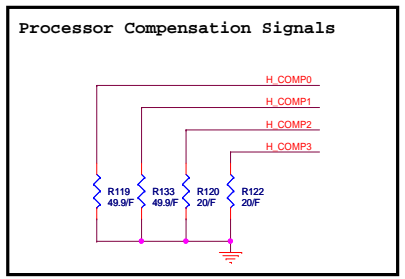 Processor Compensation Signals
H_COMP0
H_COMP1
H_COMP2
H_COMP3
R119 R133 R120 R122
49.9/F 49.9/F 20/F 20/F